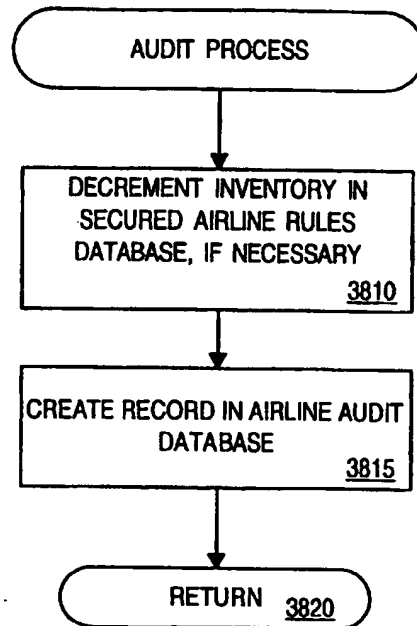 AUDIT PROCESS
DECREMENT INVENTORY IN
SECURED AIRLINE RULES
DATABASE, IF NECESSARY
3810
CREATE RECORD IN AIRLINE AUDIT
DATABASE
3815
RETURN 3820